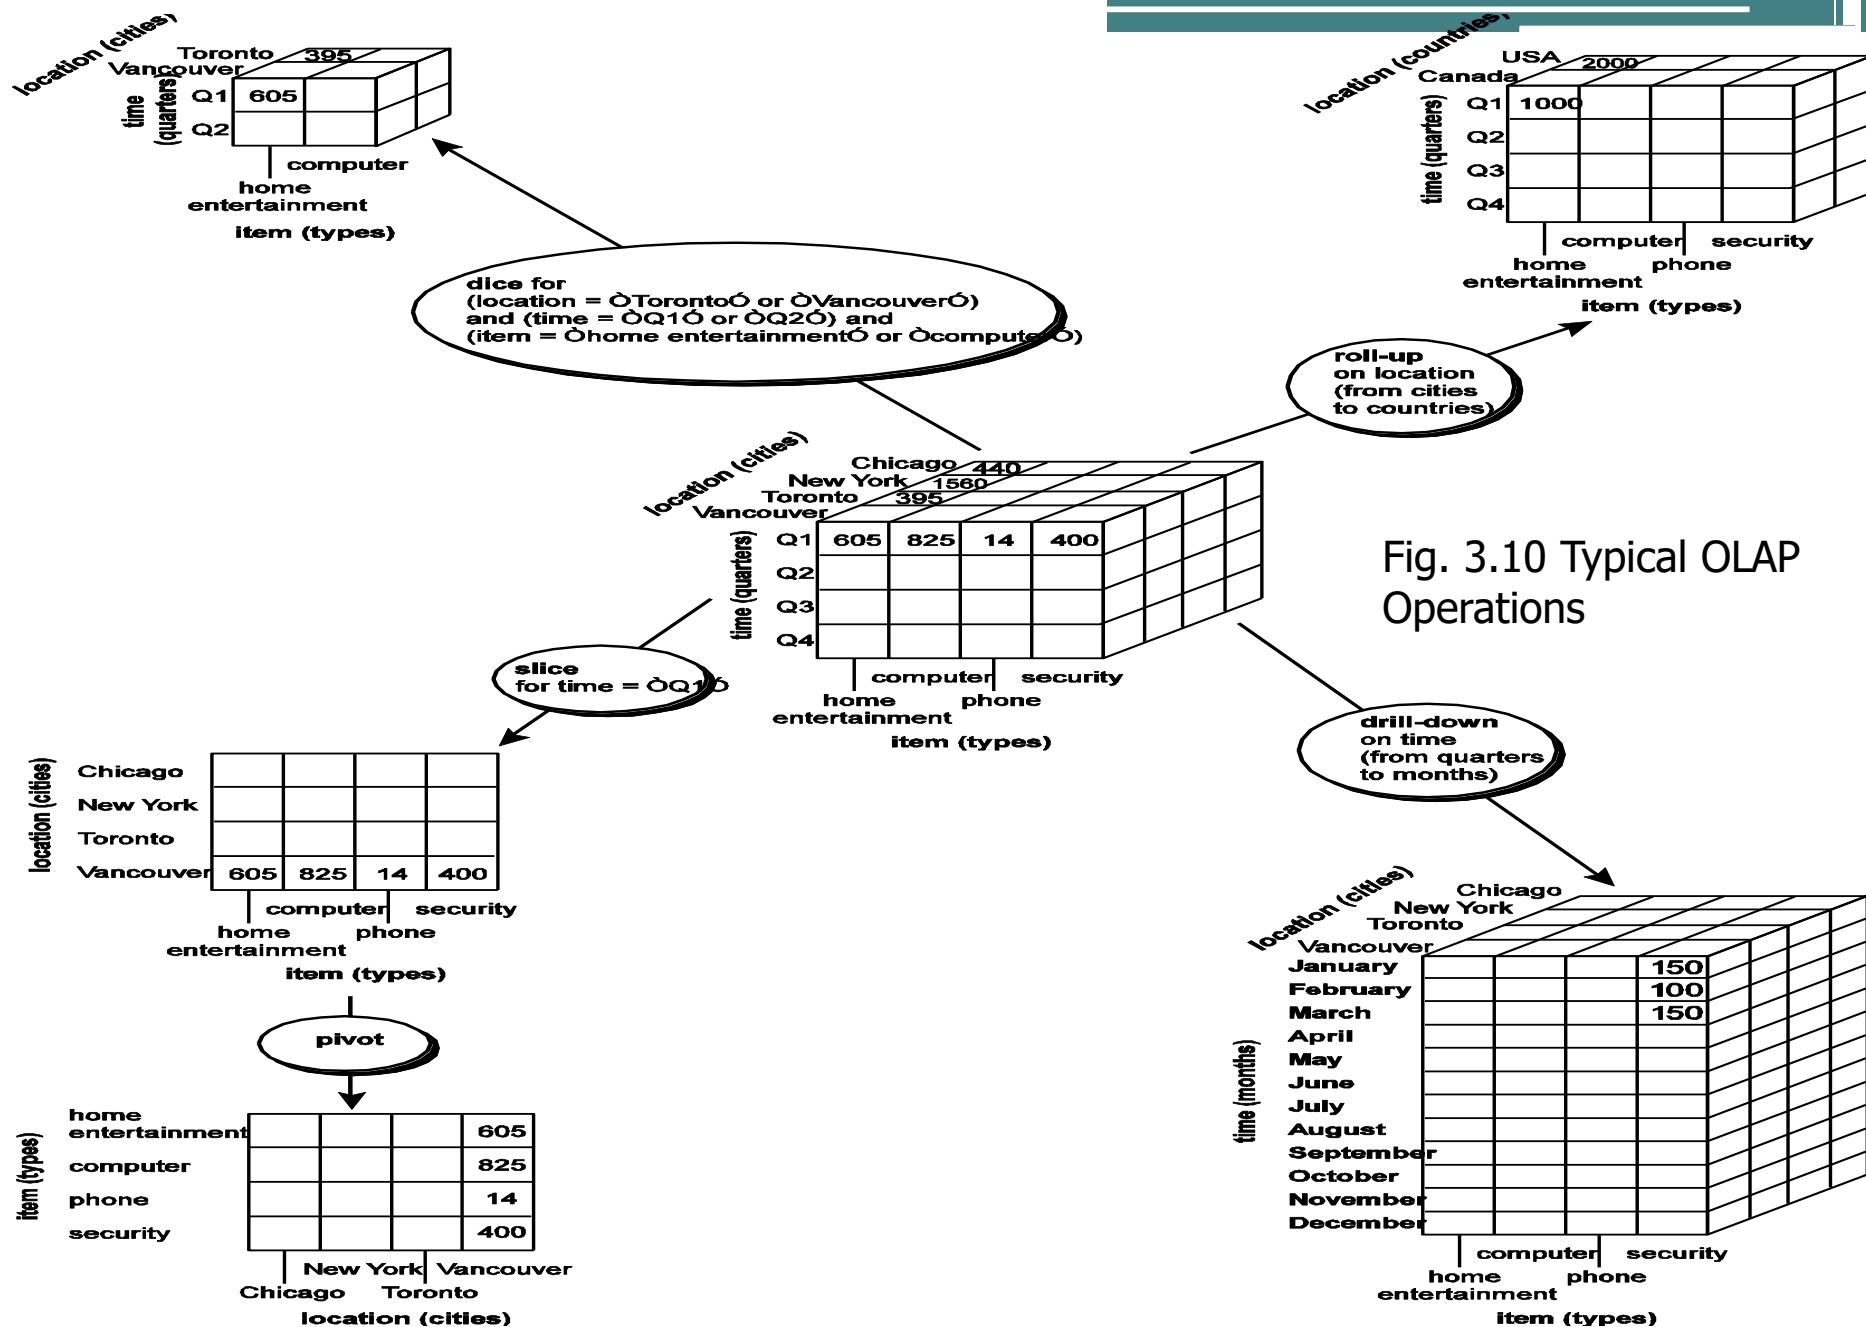 location (cities)
Toronto
Vancouver
395
time
(quarters)
Q1 605
Q2
computer
home
entertainment
item (types)
location (countries)
USA
Canada
2000
time (quarters)
Q1 1000
Q2
Q3
Q4
computer security
home phone
entertainment
item (types)
dice for
(location = ÒTorontoÓ or ÒVancouverÓ)
and (time = ÒQ1Ó or ÒQ2Ó) and
(item = Òhome entertainmentÓ or ÒcomputerÓ)
roll-up
on location
(from cities
to countries)
location (cities)
Chicago 440
New York 1560
Toronto 395
Vancouver
time (quarters)
Q1 605 825 14 400
Q2
Q3
Q4
computer security
home phone
entertainment
item (types)
Fig. 3.10 Typical OLAP
Operations
slice
for time = ÒQ1Ó
drill-down
on time
(from quarters
to months)
location (cities)
Chicago
New York
Toronto
Vancouver 605 825 14 400
computer security
home phone
entertainment
item (types)
pivot
item (types)
home
entertainment 605
computer 825
phone 14
security 400
New York Vancouver
Chicago Toronto
location (cities)
location (cities)
Chicago
New York
Toronto
Vancouver
time (months)
January 150
February 100
March 150
April
May
June
July
August
September
October
November
December
computer security
home phone
entertainment
item (types)